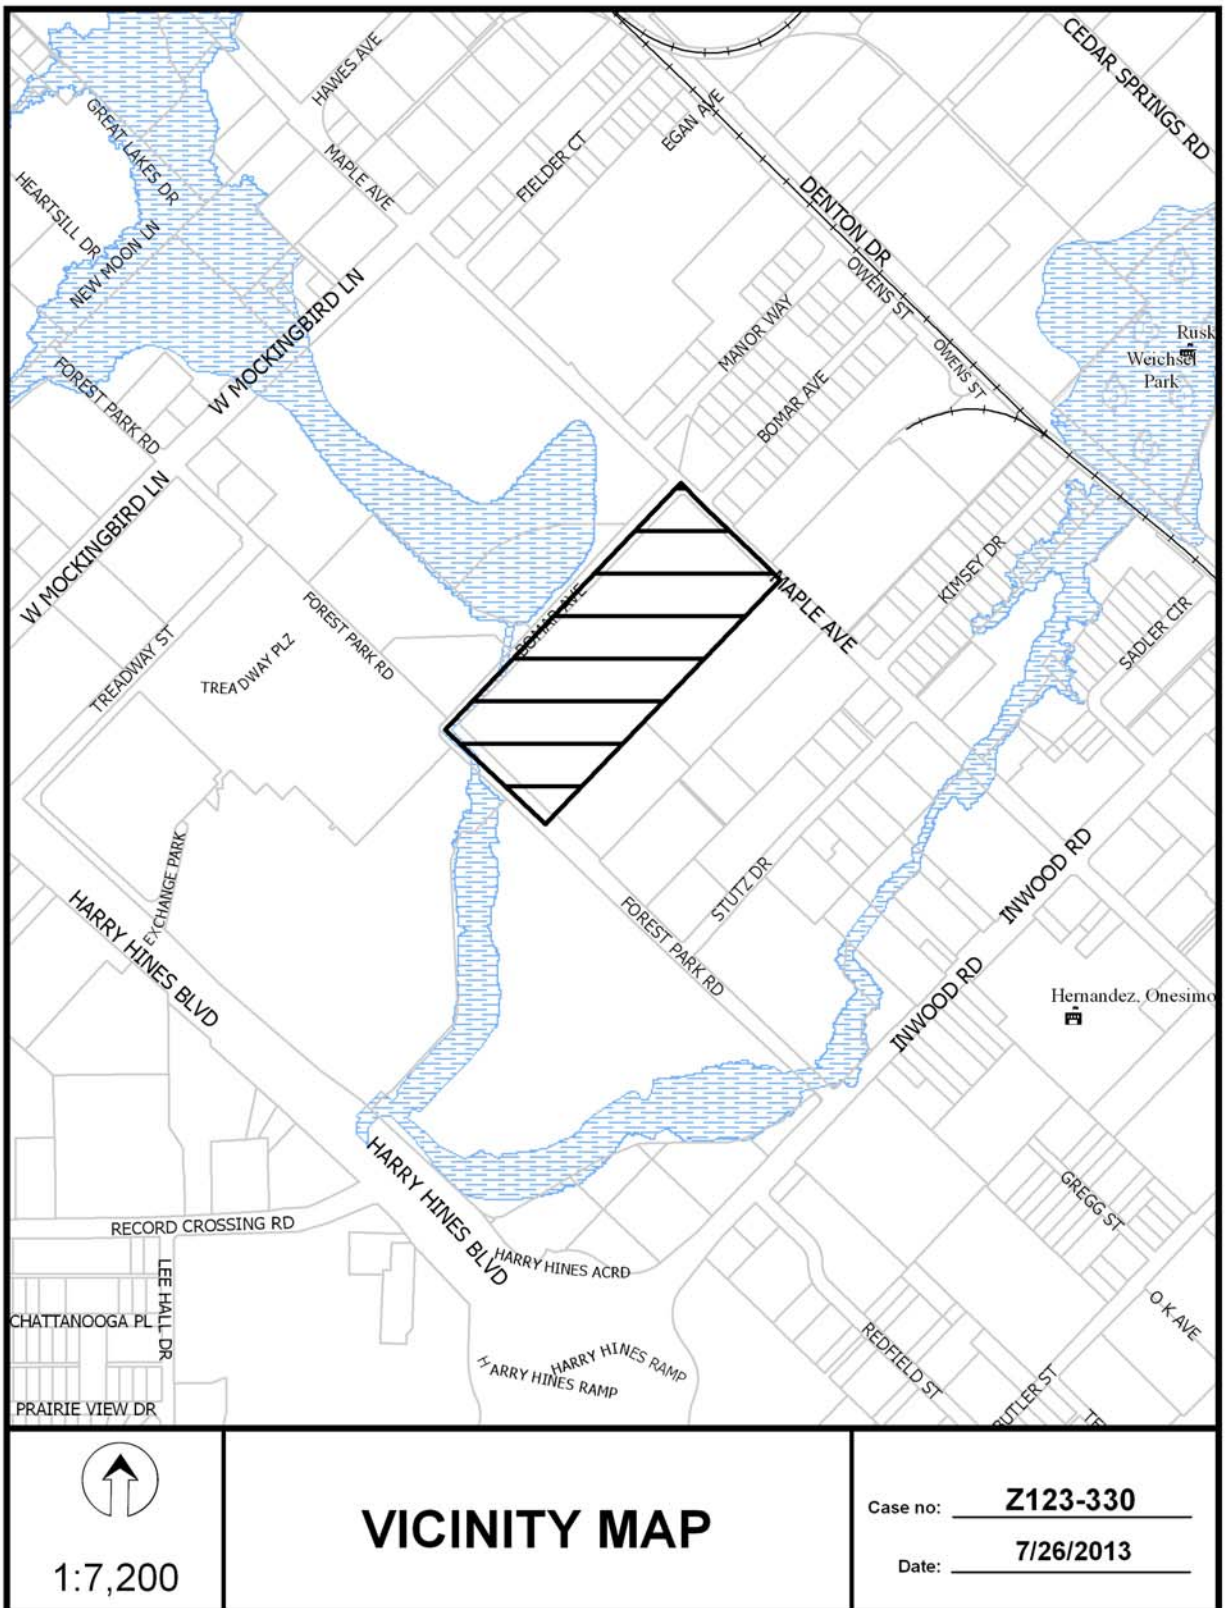 CEDAR SPRINGS RD
HAWES AVE
EGAN AVE
GREAT LAKES DR
MAPLE AVE
FIELDER CT
HEARTSILL DR
DENTON DR
NEW MOON LN
OWENS ST
W MOCKINGBIRD LN
MANOR WAY
OWENS ST
Rusk
Weichsel
Park
FOREST PARK RD
BOMAR AVE
W MOCKINGBIRD LN
KIMSEY DR
MAPLE AVE
BOMAR AVE
FOREST PARK RD
SADLER CIR
TREADWAY ST
TREADWAY PLZ
EXCHANGE PARK
STUTZ DR
INWOOD RD
HARRY HINES BLVD
FOREST PARK RD
INWOOD RD
Hernandez, Onesimo
HARRY HINES BLVD
GREGG ST
RECORD CROSSING RD
HARRY HINES ACRD
LEE HALL DR
CHATTANOOGA PL
O K AVE
HARRY HINES RAMP
HARRY HINES RAMP
REDFIELD ST
BUTLER ST
TE
PRAIRIE VIEW DR
1:7,200
VICINITY MAP
Case no: Z123-330
Date: 7/26/2013